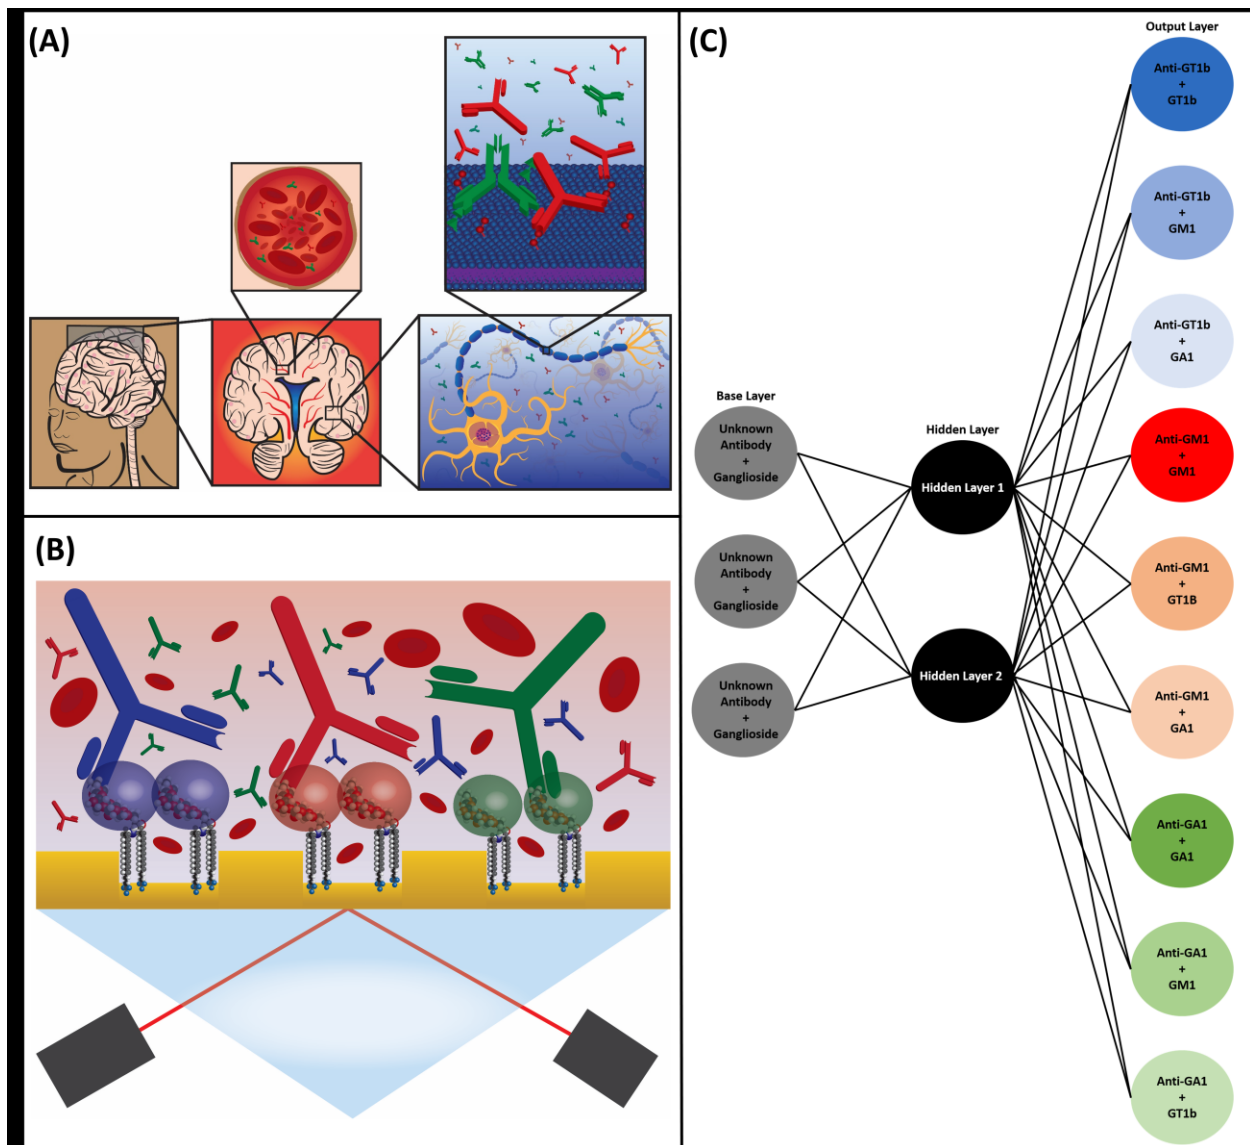 (A)
(B)
(C)
Base Layer
Unknown
Antibody
+
Ganglioside
Unknown
Antibody
+
Ganglioside
Unknown
Antibody
+
Ganglioside
Hidden Layer
Hidden Layer 1
Hidden Layer 2
Output Layer
Anti-GT1b
+
GT1b
Anti-GT1b
+
GM1
Anti-GT1b
+
GA1
Anti-GM1
+
GM1
Anti-GM1
+
GT1B
Anti-GM1
+
GA1
Anti-GA1
+
GA1
Anti-GA1
+
GM1
Anti-GA1
+
GT1b